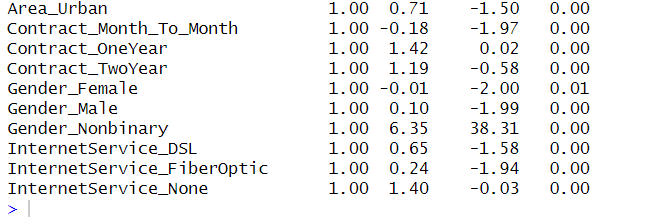 Area_Urban 1.00 0.71 -1.50 0.00
Contract_Month_To_Month 1.00 -0.18 -1.97 0.00
Contract_OneYear 1.00 1.42 0.02 0.00
Contract_TwoYear 1.00 1.19 -0.58 0.00
Gender_Female 1.00 -0.01 -2.00 0.01
Gender_Male 1.00 0.10 -1.99 0.00
Gender_Nonbinary 1.00 6.35 38.31 0.00
InternetService_DSL 1.00 0.65 -1.58 0.00
InternetService_FiberOptic 1.00 0.24 -1.94 0.00
InternetService_None 1.00 1.40 -0.03 0.00
>